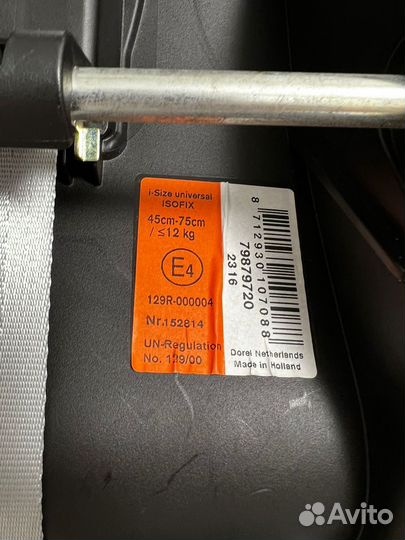 i-Size universal
ISOFIX
45cm-75cm
/ ≤12 kg
E4
129R-000004
Nr.152814
UN-Regulation
No. 129/00
8 712930 107088
79879720
2316
Dorel Netherlands
Made in Holland
Avito